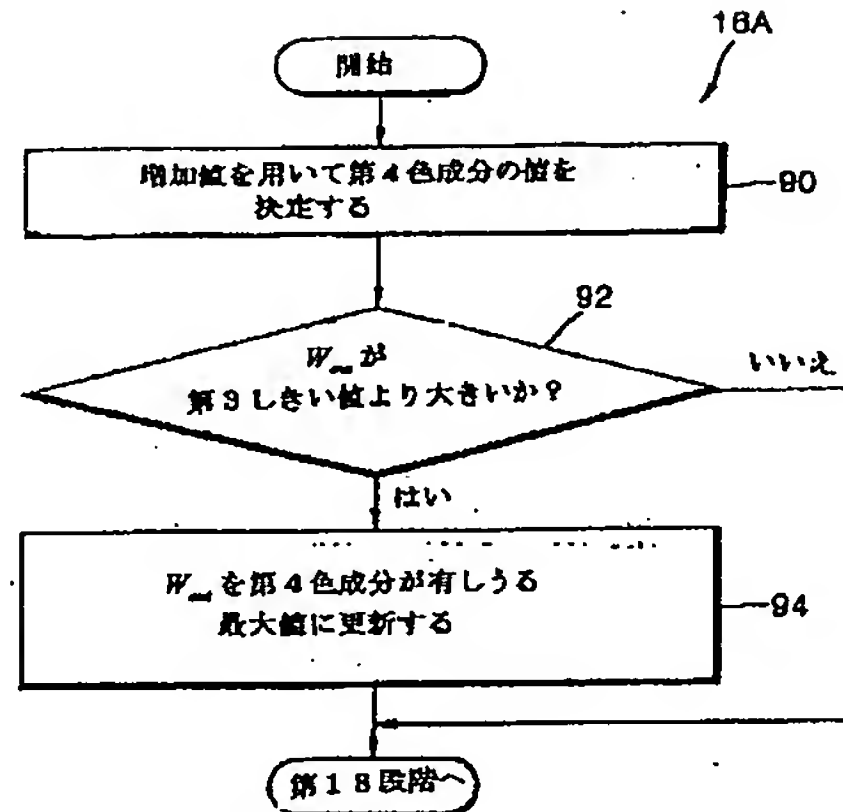 16A
開始
増加値を用いて第4色成分の値を
決定する
90
92
W_out が
第3しきい値より大きいか?
いいえ
はい
W_out を第4色成分が有しうる
最大値に更新する
94
第18段階へ